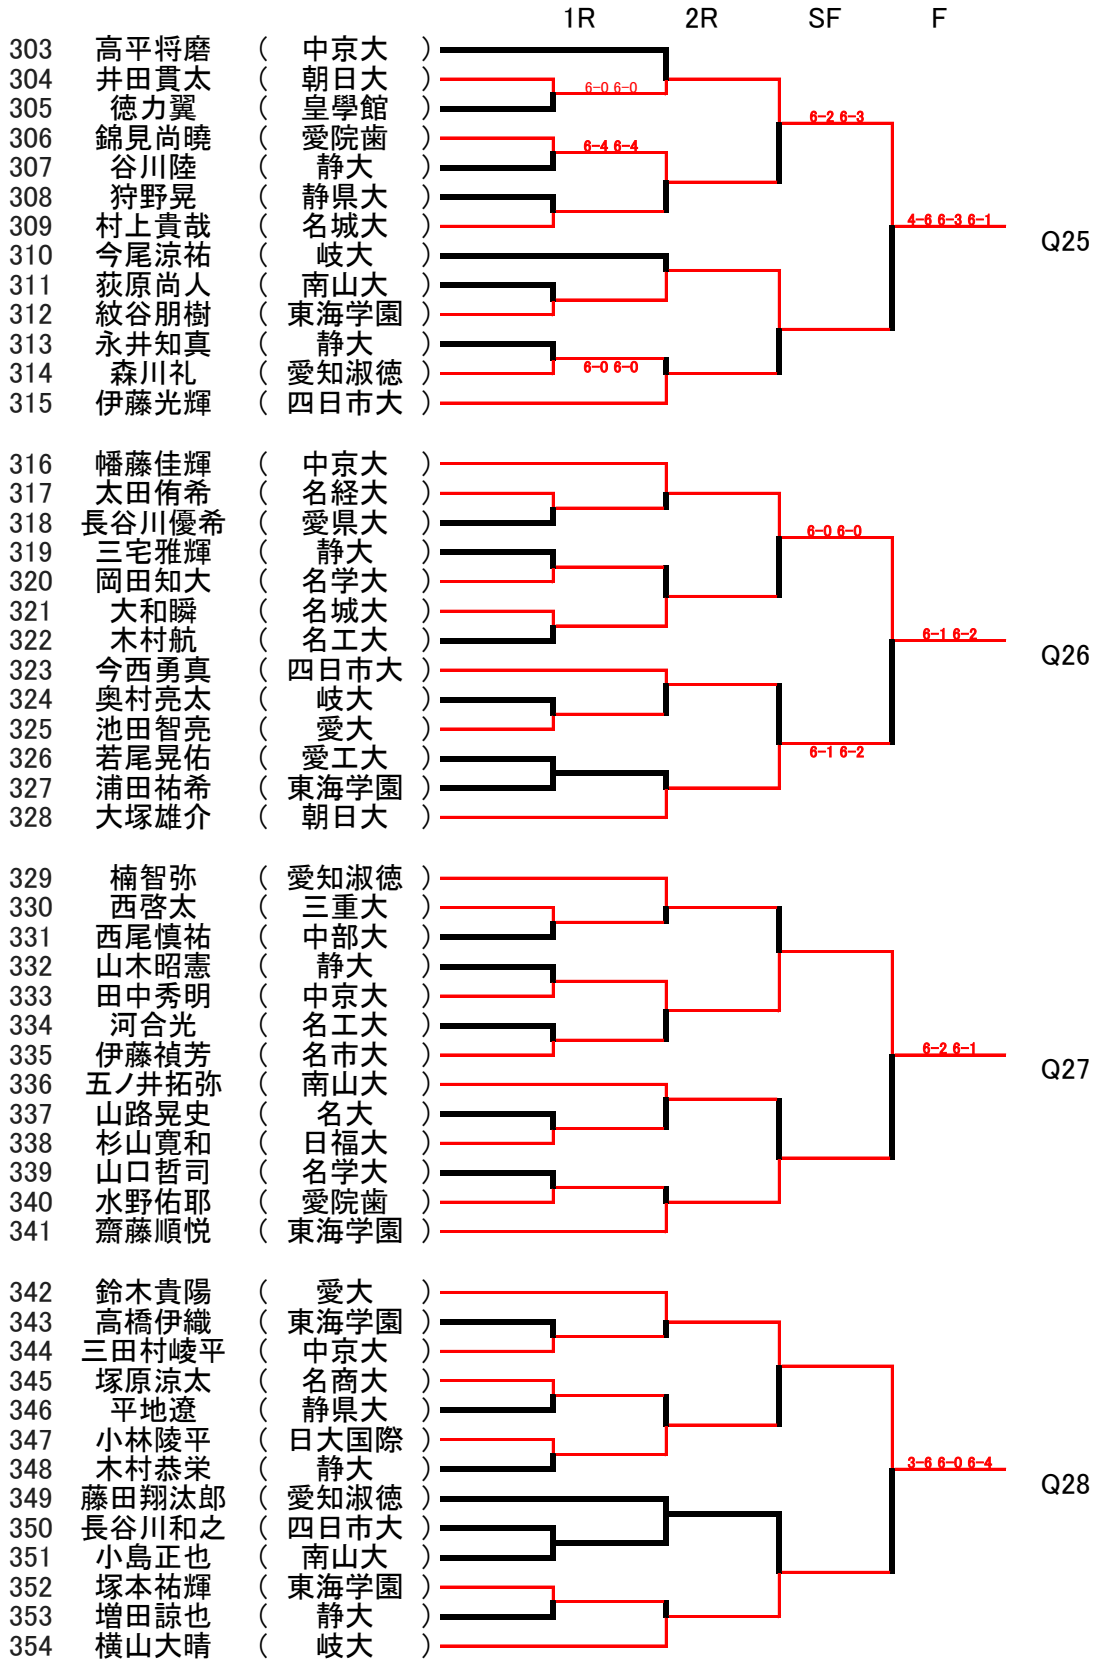 1R 2R SF F
303 高平将磨 ( 中京大 )
304 井田貫太 ( 朝日大 )
6-0 6-0
305 徳力翼 ( 皇學館 )
6-2 6-3
306 錦見尚曉 ( 愛院歯 )
6-4 6-4
307 谷川陸 ( 静大 )
308 狩野晃 ( 静県大 )
309 村上貴哉 ( 名城大 )
4-6 6-3 6-1
Q25
310 今尾涼祐 ( 岐大 )
311 荻原尚人 ( 南山大 )
312 紋谷朋樹 ( 東海学園 )
313 永井知真 ( 静大 )
314 森川礼 ( 愛知淑徳 )
6-0 6-0
315 伊藤光輝 ( 四日市大 )
316 幡藤佳輝 ( 中京大 )
317 太田侑希 ( 名経大 )
318 長谷川優希 ( 愛県大 )
6-0 6-0
319 三宅雅輝 ( 静大 )
320 岡田知大 ( 名学大 )
321 大和瞬 ( 名城大 )
322 木村航 ( 名工大 )
6-1 6-2
Q26
323 今西勇真 ( 四日市大 )
324 奥村亮太 ( 岐大 )
325 池田智亮 ( 愛大 )
326 若尾晃佑 ( 愛工大 )
6-1 6-2
327 浦田祐希 ( 東海学園 )
328 大塚雄介 ( 朝日大 )
329 楠智弥 ( 愛知淑徳 )
330 西啓太 ( 三重大 )
331 西尾慎祐 ( 中部大 )
332 山木昭憲 ( 静大 )
333 田中秀明 ( 中京大 )
334 河合光 ( 名工大 )
335 伊藤禎芳 ( 名市大 )
6-2 6-1
Q27
336 五ノ井拓弥 ( 南山大 )
337 山路晃史 ( 名大 )
338 杉山寛和 ( 日福大 )
339 山口哲司 ( 名学大 )
340 水野佑耶 ( 愛院歯 )
341 齋藤順悦 ( 東海学園 )
342 鈴木貴陽 ( 愛大 )
343 高橋伊織 ( 東海学園 )
344 三田村崚平 ( 中京大 )
345 塚原涼太 ( 名商大 )
346 平地遼 ( 静県大 )
347 小林陵平 ( 日大国際 )
348 木村恭栄 ( 静大 )
3-6 6-0 6-4
Q28
349 藤田翔汰郎 ( 愛知淑徳 )
350 長谷川和之 ( 四日市大 )
351 小島正也 ( 南山大 )
352 塚本祐輝 ( 東海学園 )
353 増田諒也 ( 静大 )
354 横山大晴 ( 岐大 )